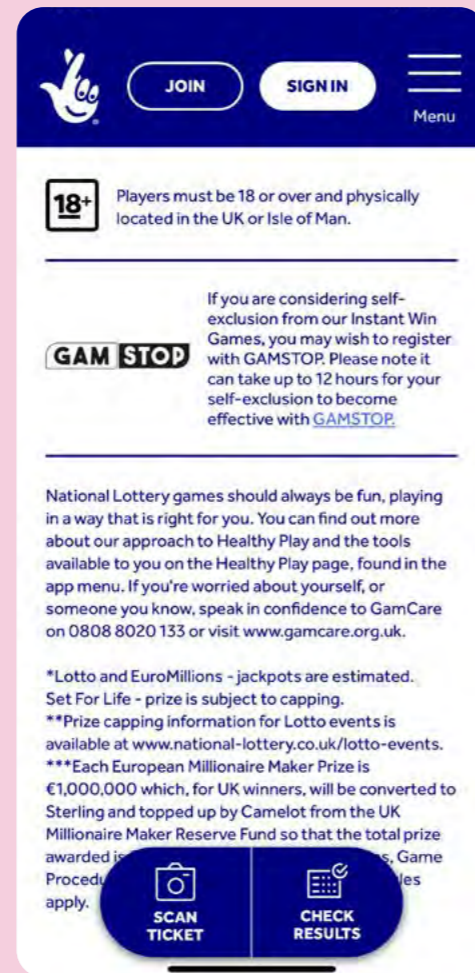 JOIN
SIGN IN
Menu
18+
Players must be 18 or over and physically
located in the UK or Isle of Man.
GAMSTOP
If you are considering self-
exclusion from our Instant Win
Games, you may wish to register
with GAMSTOP. Please note it
can take up to 12 hours for your
self-exclusion to become
effective with GAMSTOP.
National Lottery games should always be fun, playing
in a way that is right for you. You can find out more
about our approach to Healthy Play and the tools
available to you on the Healthy Play page, found in the
app menu. If you're worried about yourself, or
someone you know, speak in confidence to GamCare
on 0808 8020 133 or visit www.gamcare.org.uk.
*Lotto and EuroMillions - jackpots are estimated.
Set For Life - prize is subject to capping.
**Prize capping information for Lotto events is
available at www.national-lottery.co.uk/lotto-events.
***Each European Millionaire Maker Prize is
€1,000,000 which, for UK winners, will be converted to
Sterling and topped up by Camelot from the UK
Millionaire Maker Reserve Fund so that the total prize
awarded is Game
apply.
SCAN
TICKET
CHECK
RESULTS